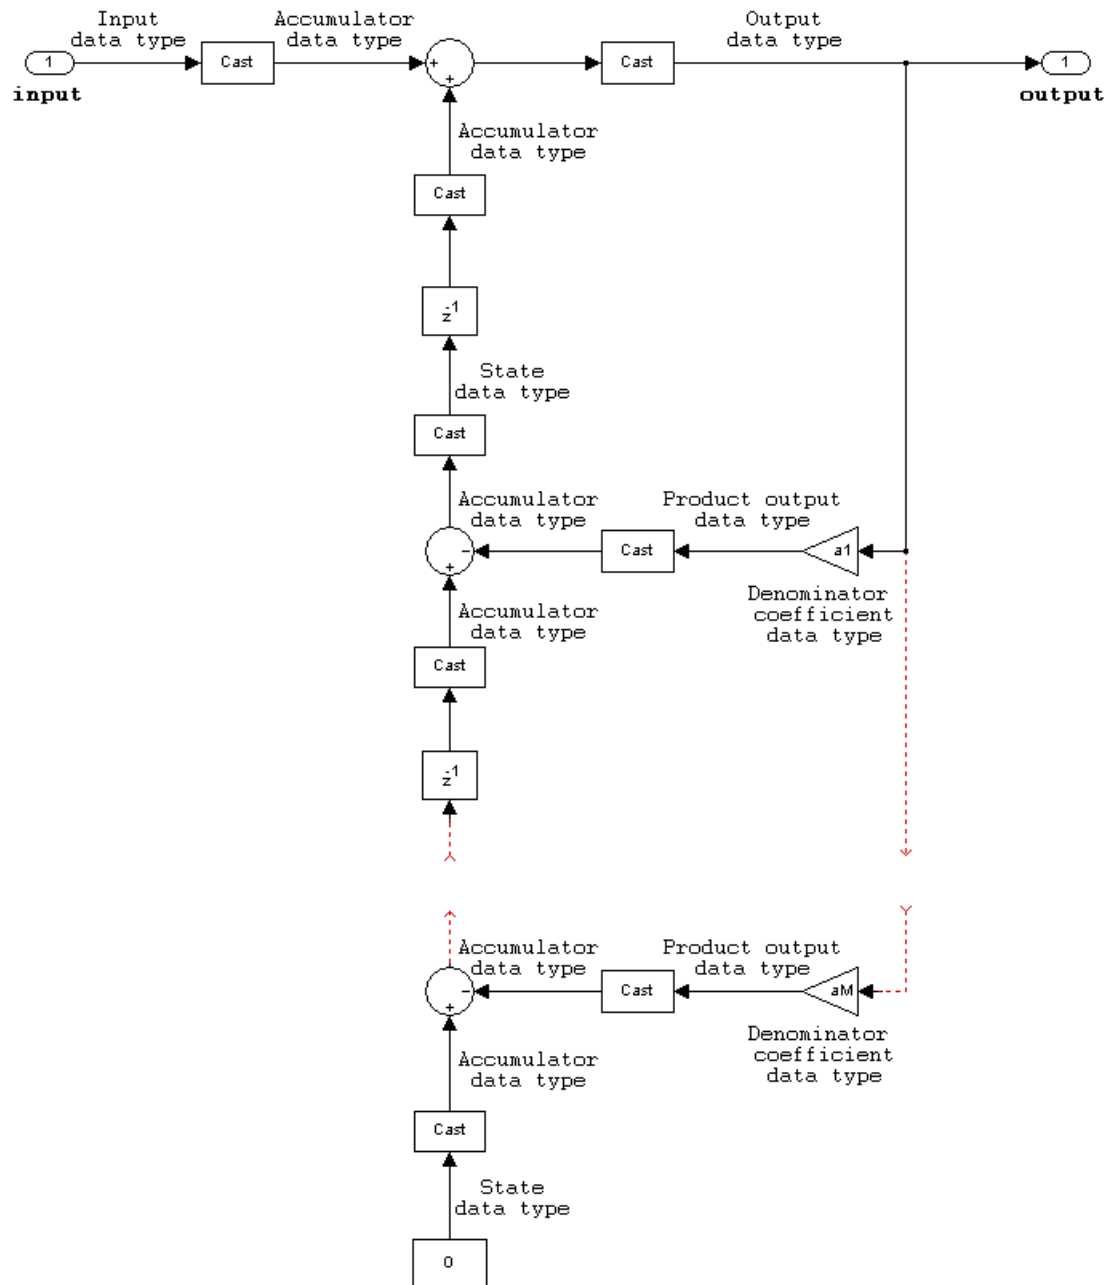 Input
data type
Accumulator
data type
Output
data type
1
Cast
+
+
Cast
1
input
output
Accumulator
data type
Cast
z-1
State
data type
Cast
Accumulator
data type
Product output
data type
-
+
Cast
a1
Accumulator
data type
Denominator
coefficient
data type
Cast
z-1
Accumulator
data type
Product output
data type
-
+
Cast
aM
Accumulator
data type
Denominator
coefficient
data type
Cast
State
data type
0